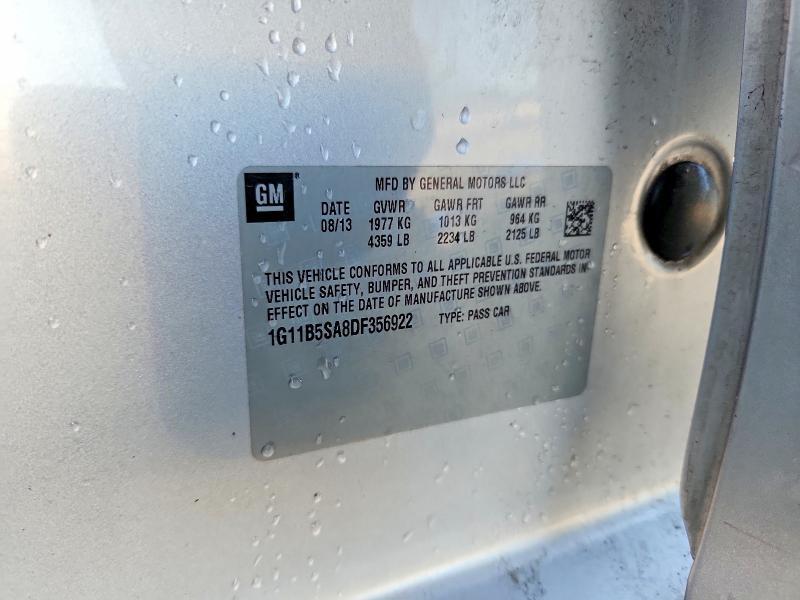 GM
MFD BY GENERAL MOTORS LLC
DATE GVWR GAWR FRT GAWR RR
08/13 1977 KG 1013 KG 964 KG
4359 LB 2234 LB 2125 LB
THIS VEHICLE CONFORMS TO ALL APPLICABLE U.S. FEDERAL MOTOR
VEHICLE SAFETY, BUMPER, AND THEFT PREVENTION STANDARDS IN
EFFECT ON THE DATE OF MANUFACTURE SHOWN ABOVE.
1G11B5SA8DF356922 TYPE: PASS CAR